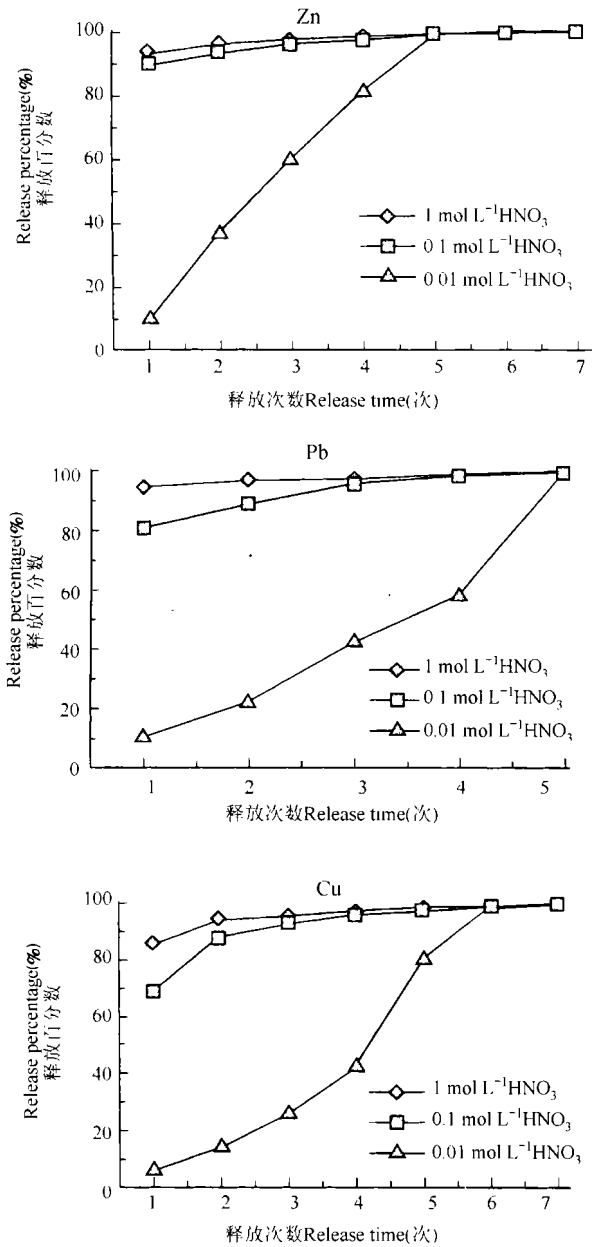 Zn
Release percentage(%)
释放百分数
100
80
60
40
20
0
1 mol L⁻¹HNO₃
0 1 mol L⁻¹HNO₃
0 01 mol L⁻¹HNO₃
1 2 3 4 5 6 7
释放次数Release time(次)
Pb
Release percentage(%)
释放百分数
100
80
60
40
20
0
1 mol L⁻¹HNO₃
0 1 mol L⁻¹HNO₃
0.01 mol L⁻¹HNO₃
1 2 3 4 5
释放次数Release time(次)
Cu
Release percentage(%)
释放百分数
100
80
60
40
20
0
1 mol L⁻¹HNO₃
0.1 mol L⁻¹HNO₃
0.01 mol L⁻¹HNO₃
1 2 3 4 5 6 7
释放次数Release time(次)